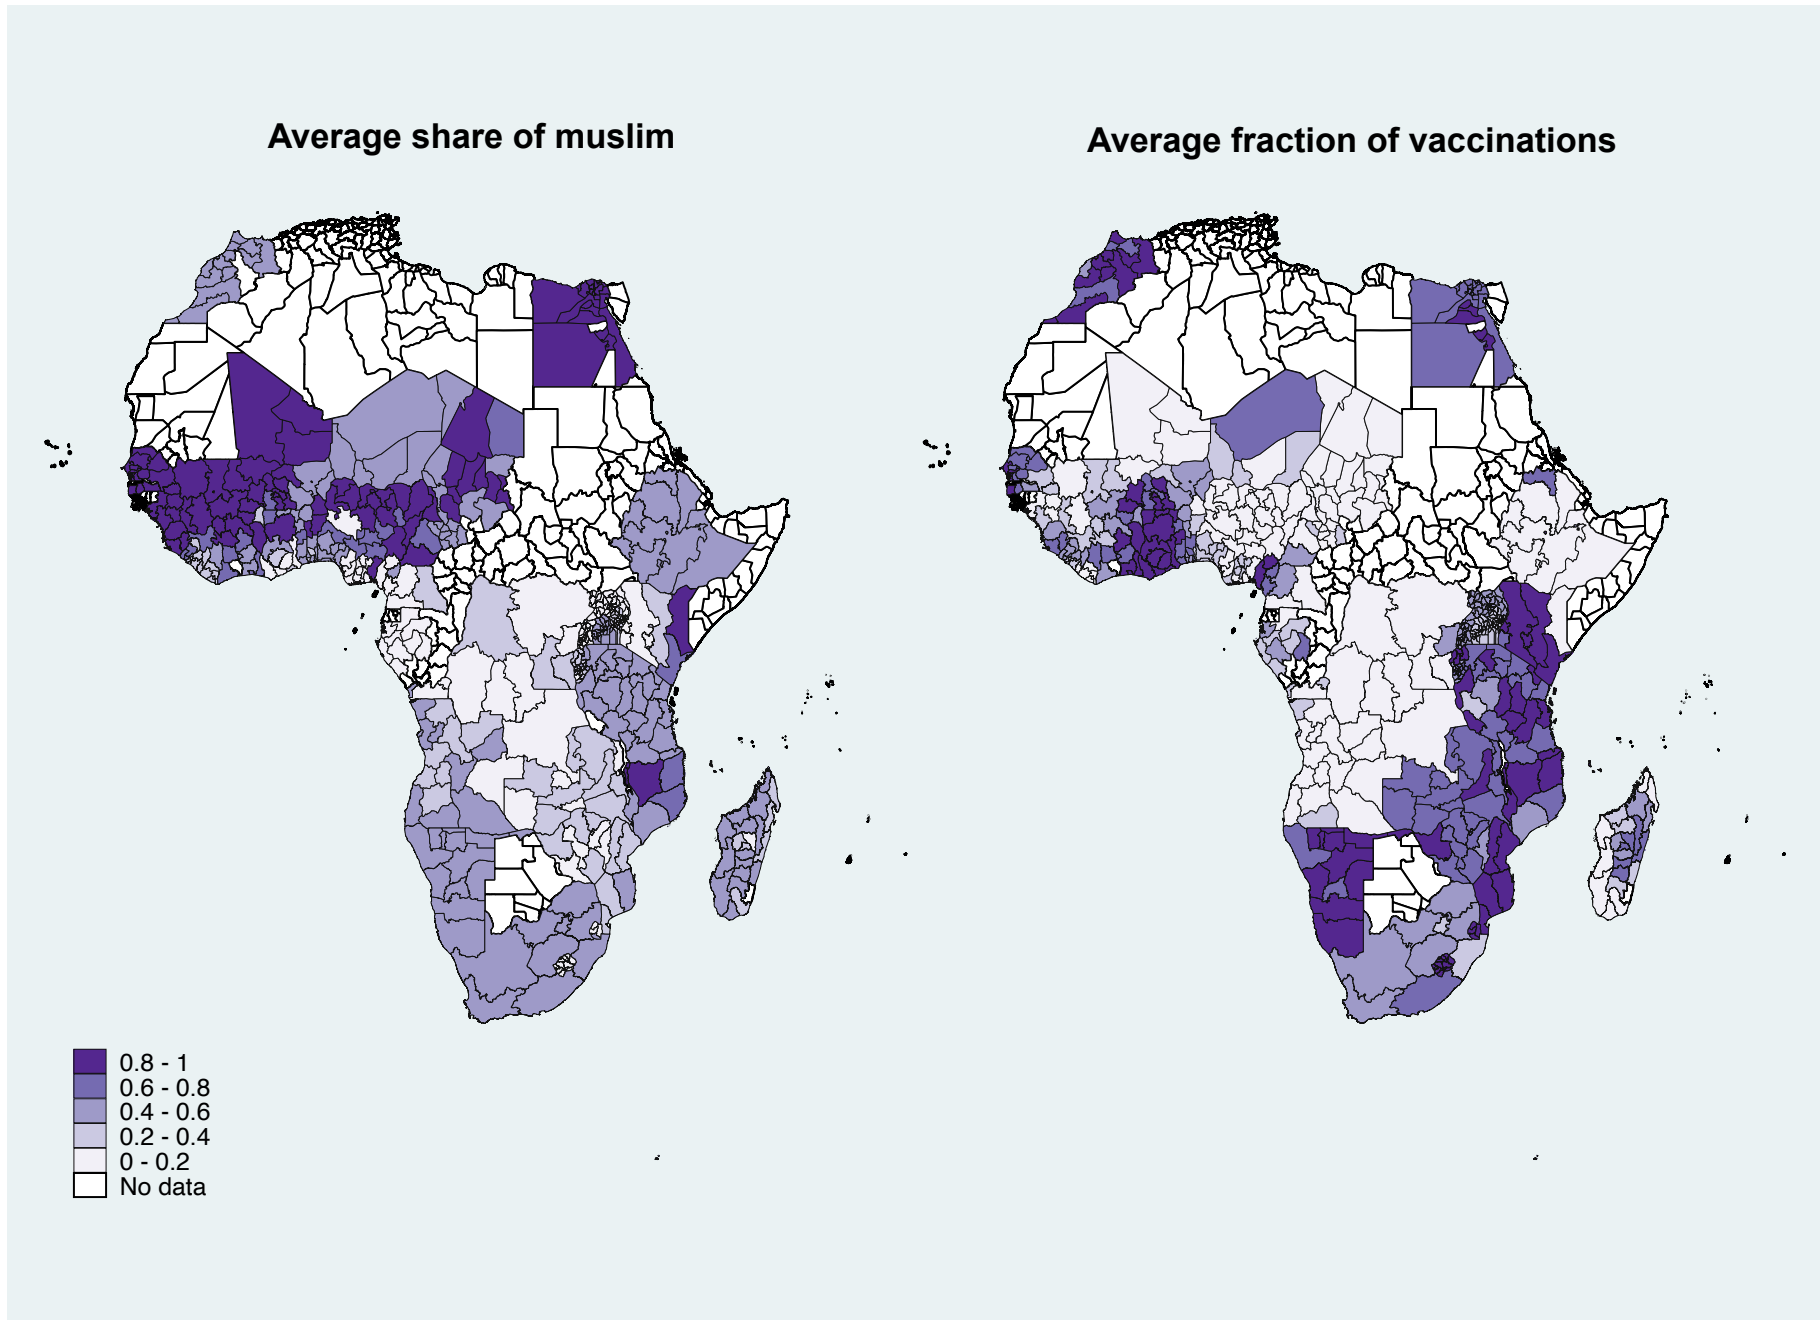 Average share of muslim
Average fraction of vaccinations
0.8 - 1
0.6 - 0.8
0.4 - 0.6
0.2 - 0.4
0 - 0.2
No data